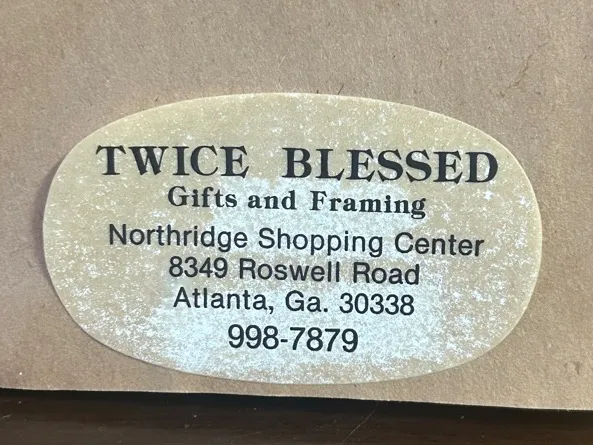 TWICE BLESSED
Gifts and Framing
Northridge Shopping Center
8349 Roswell Road
Atlanta, Ga. 30338
998-7879